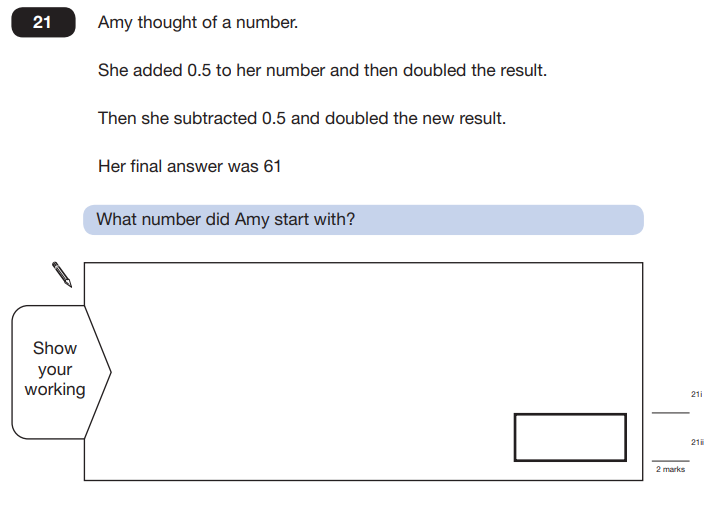 21
Amy thought of a number.
She added 0.5 to her number and then doubled the result.
Then she subtracted 0.5 and doubled the new result.
Her final answer was 61
What number did Amy start with?
Show
your
working
21i
21ii
2 marks